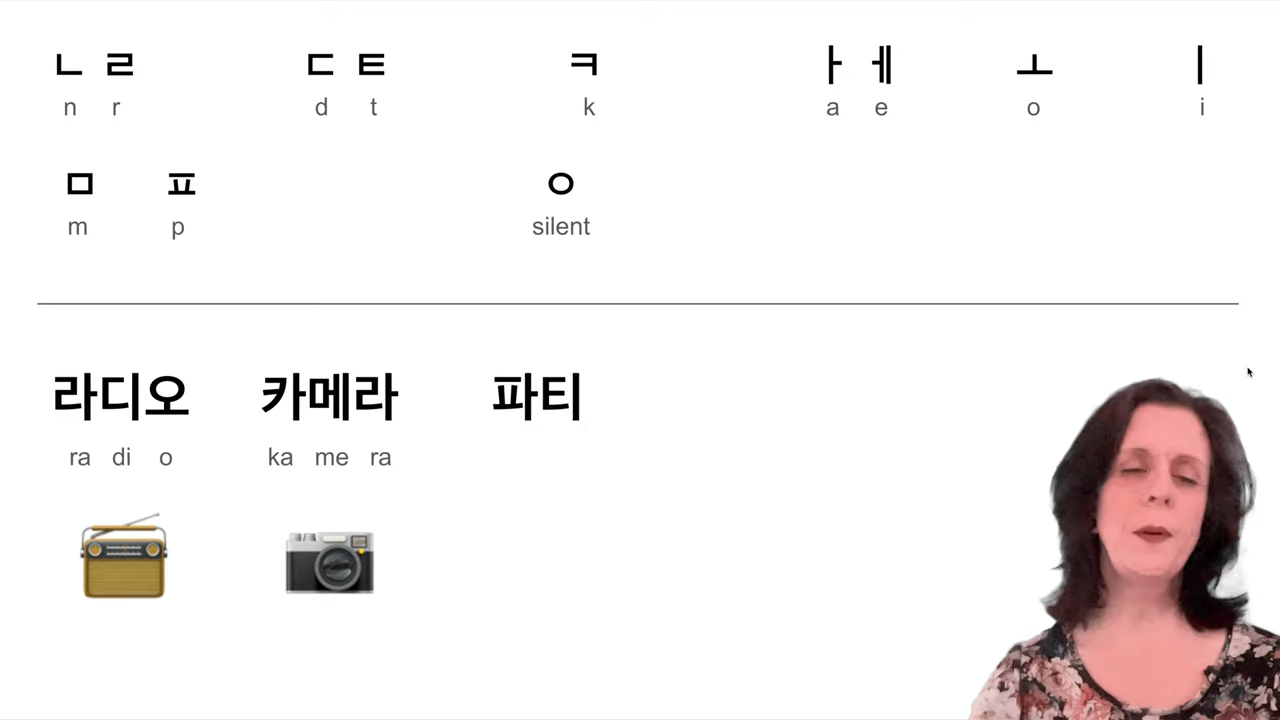 ㄴ ㄹ ㄷ ㅌ ㅋ ㅏ ㅔ ㅗ ㅣ
n r d t k a e o i
ㅁ ㅍ ㅇ
m p silent
라디오 카메라 파티
ra di o ka me ra